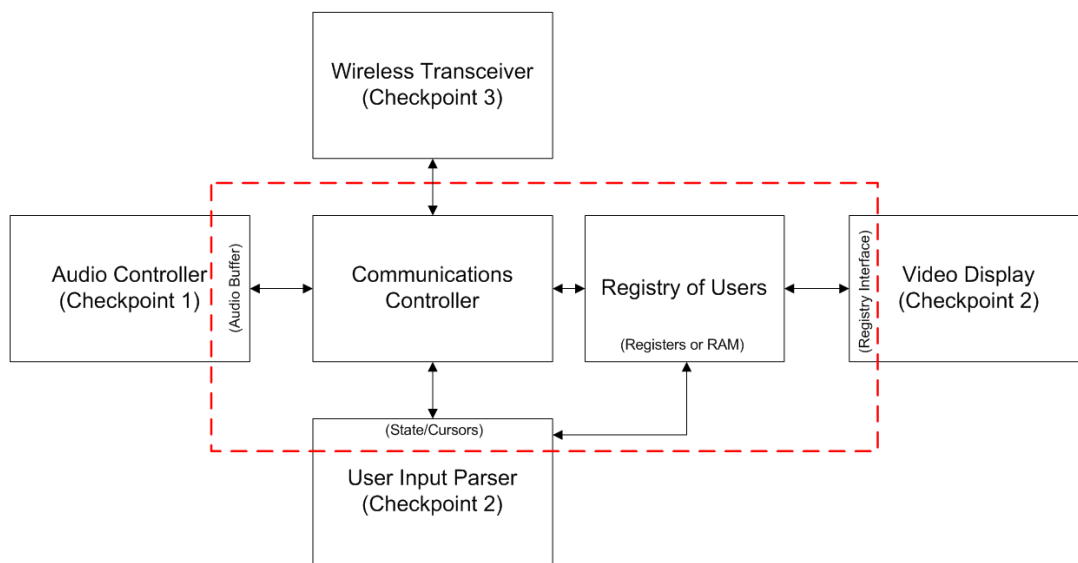 Wireless Transceiver
(Checkpoint 3)
Audio Controller
(Checkpoint 1)
(Audio Buffer)
Communications
Controller
Registry of Users
(Registers or RAM)
(Registry Interface)
Video Display
(Checkpoint 2)
(State/Cursors)
User Input Parser
(Checkpoint 2)